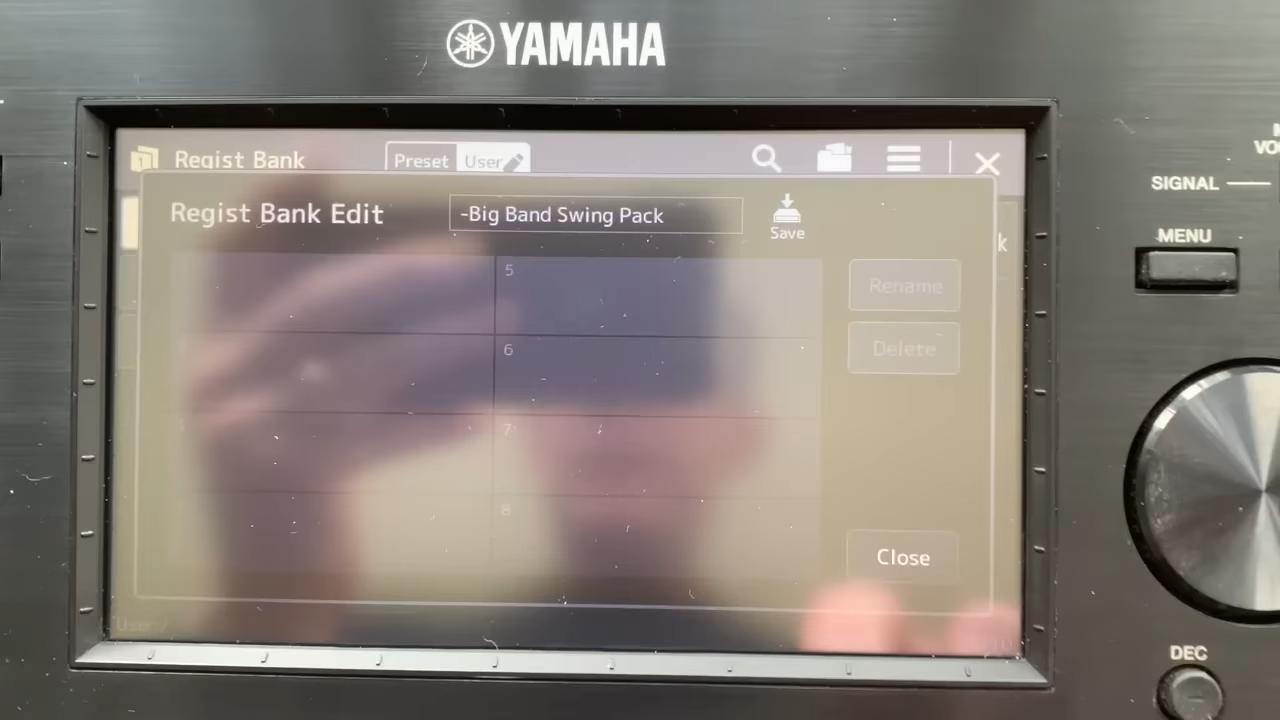 YAMAHA
Regist Bank
Preset
User
SIGNAL
MENU
Regist Bank Edit
-Big Band Swing Pack
Save
k
5
Rename
6
Delete
7
8
Close
User/
DEC